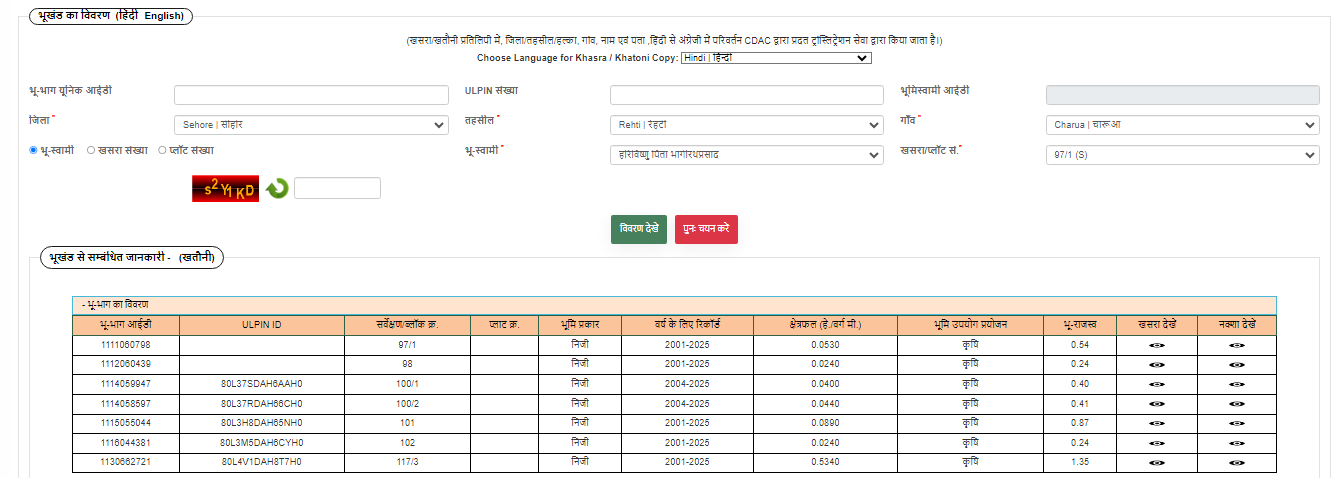 भूखंड का विवरण (हिंदी English)
(खसरा/खतौनी प्रतिलिपी में, जिला/तहसील/हल्का, गांव, नाम एवं पता ,हिंदी से अंग्रेजी में परिवर्तन CDAC द्वारा प्रदत ट्रांस्लिट्रेशन सेवा द्वारा किया जाता है।)
Choose Language for Khasra / Khatoni Copy: Hindi | हिन्दी
भू-भाग यूनिक आईडी ULPIN संख्या भूमिस्वामी आईडी
जिला * Sehore | सीहोर तहसील * Rehti | रेहटी गाँव * Charua | चारूआ
भू-स्वामी खसरा संख्या प्लॉट संख्या भू-स्वामी * हरिविष्णु पिता भागीरथप्रसाद खसरा/प्लॉट सं.* 97/1 (S)
s2Y1KD
विवरण देखे पुनः चयन करे
भूखंड से सम्बंधित जानकारी - (खतौनी)
- भू-भाग का विवरण
भू-भाग आईडी ULPIN ID सर्वेक्षण/ब्लॉक क्र. प्लाट क्र. भूमि प्रकार वर्ष के लिए रिकॉर्ड क्षेत्रफल (हे./वर्ग मी.) भूमि उपयोग प्रयोजन भू-राजस्व खसरा देखे नक्शा देखे
1111060798 97/1 निजी 2001-2025 0.0530 कृषि 0.54
1112060439 98 निजी 2001-2025 0.0240 कृषि 0.24
1114059947 80L37SDAH6AAH0 100/1 निजी 2004-2025 0.0400 कृषि 0.40
1114058597 80L37RDAH66CH0 100/2 निजी 2004-2025 0.0440 कृषि 0.41
1115055044 80L3H8DAH65NH0 101 निजी 2001-2025 0.0890 कृषि 0.87
1116044381 80L3M5DAH6CYH0 102 निजी 2001-2025 0.0240 कृषि 0.24
1130662721 80L4V1DAH8T7H0 117/3 निजी 2001-2025 0.5340 कृषि 1.35